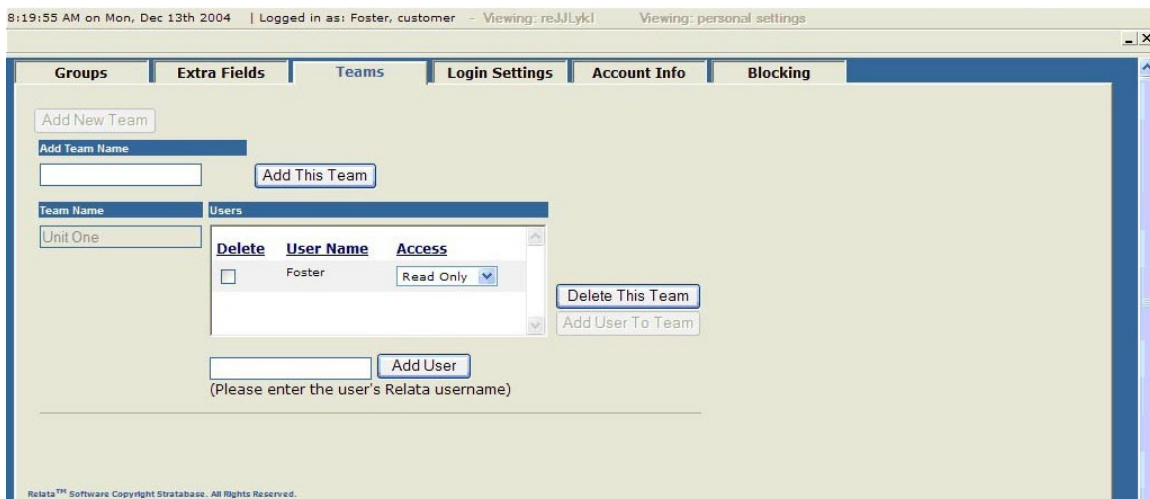 8:19:55 AM on Mon, Dec 13th 2004 | Logged in as: Foster, customer - Viewing: reJJLykI Viewing: personal settings
Groups Extra Fields Teams Login Settings Account Info Blocking
Add New Team
Add Team Name
Add This Team
Team Name Users
Unit One
Delete User Name Access
Foster Read Only
Delete This Team
Add User To Team
Add User
(Please enter the user's Relata username)
Relata™ Software Copyright Stratabase. All Rights Reserved.